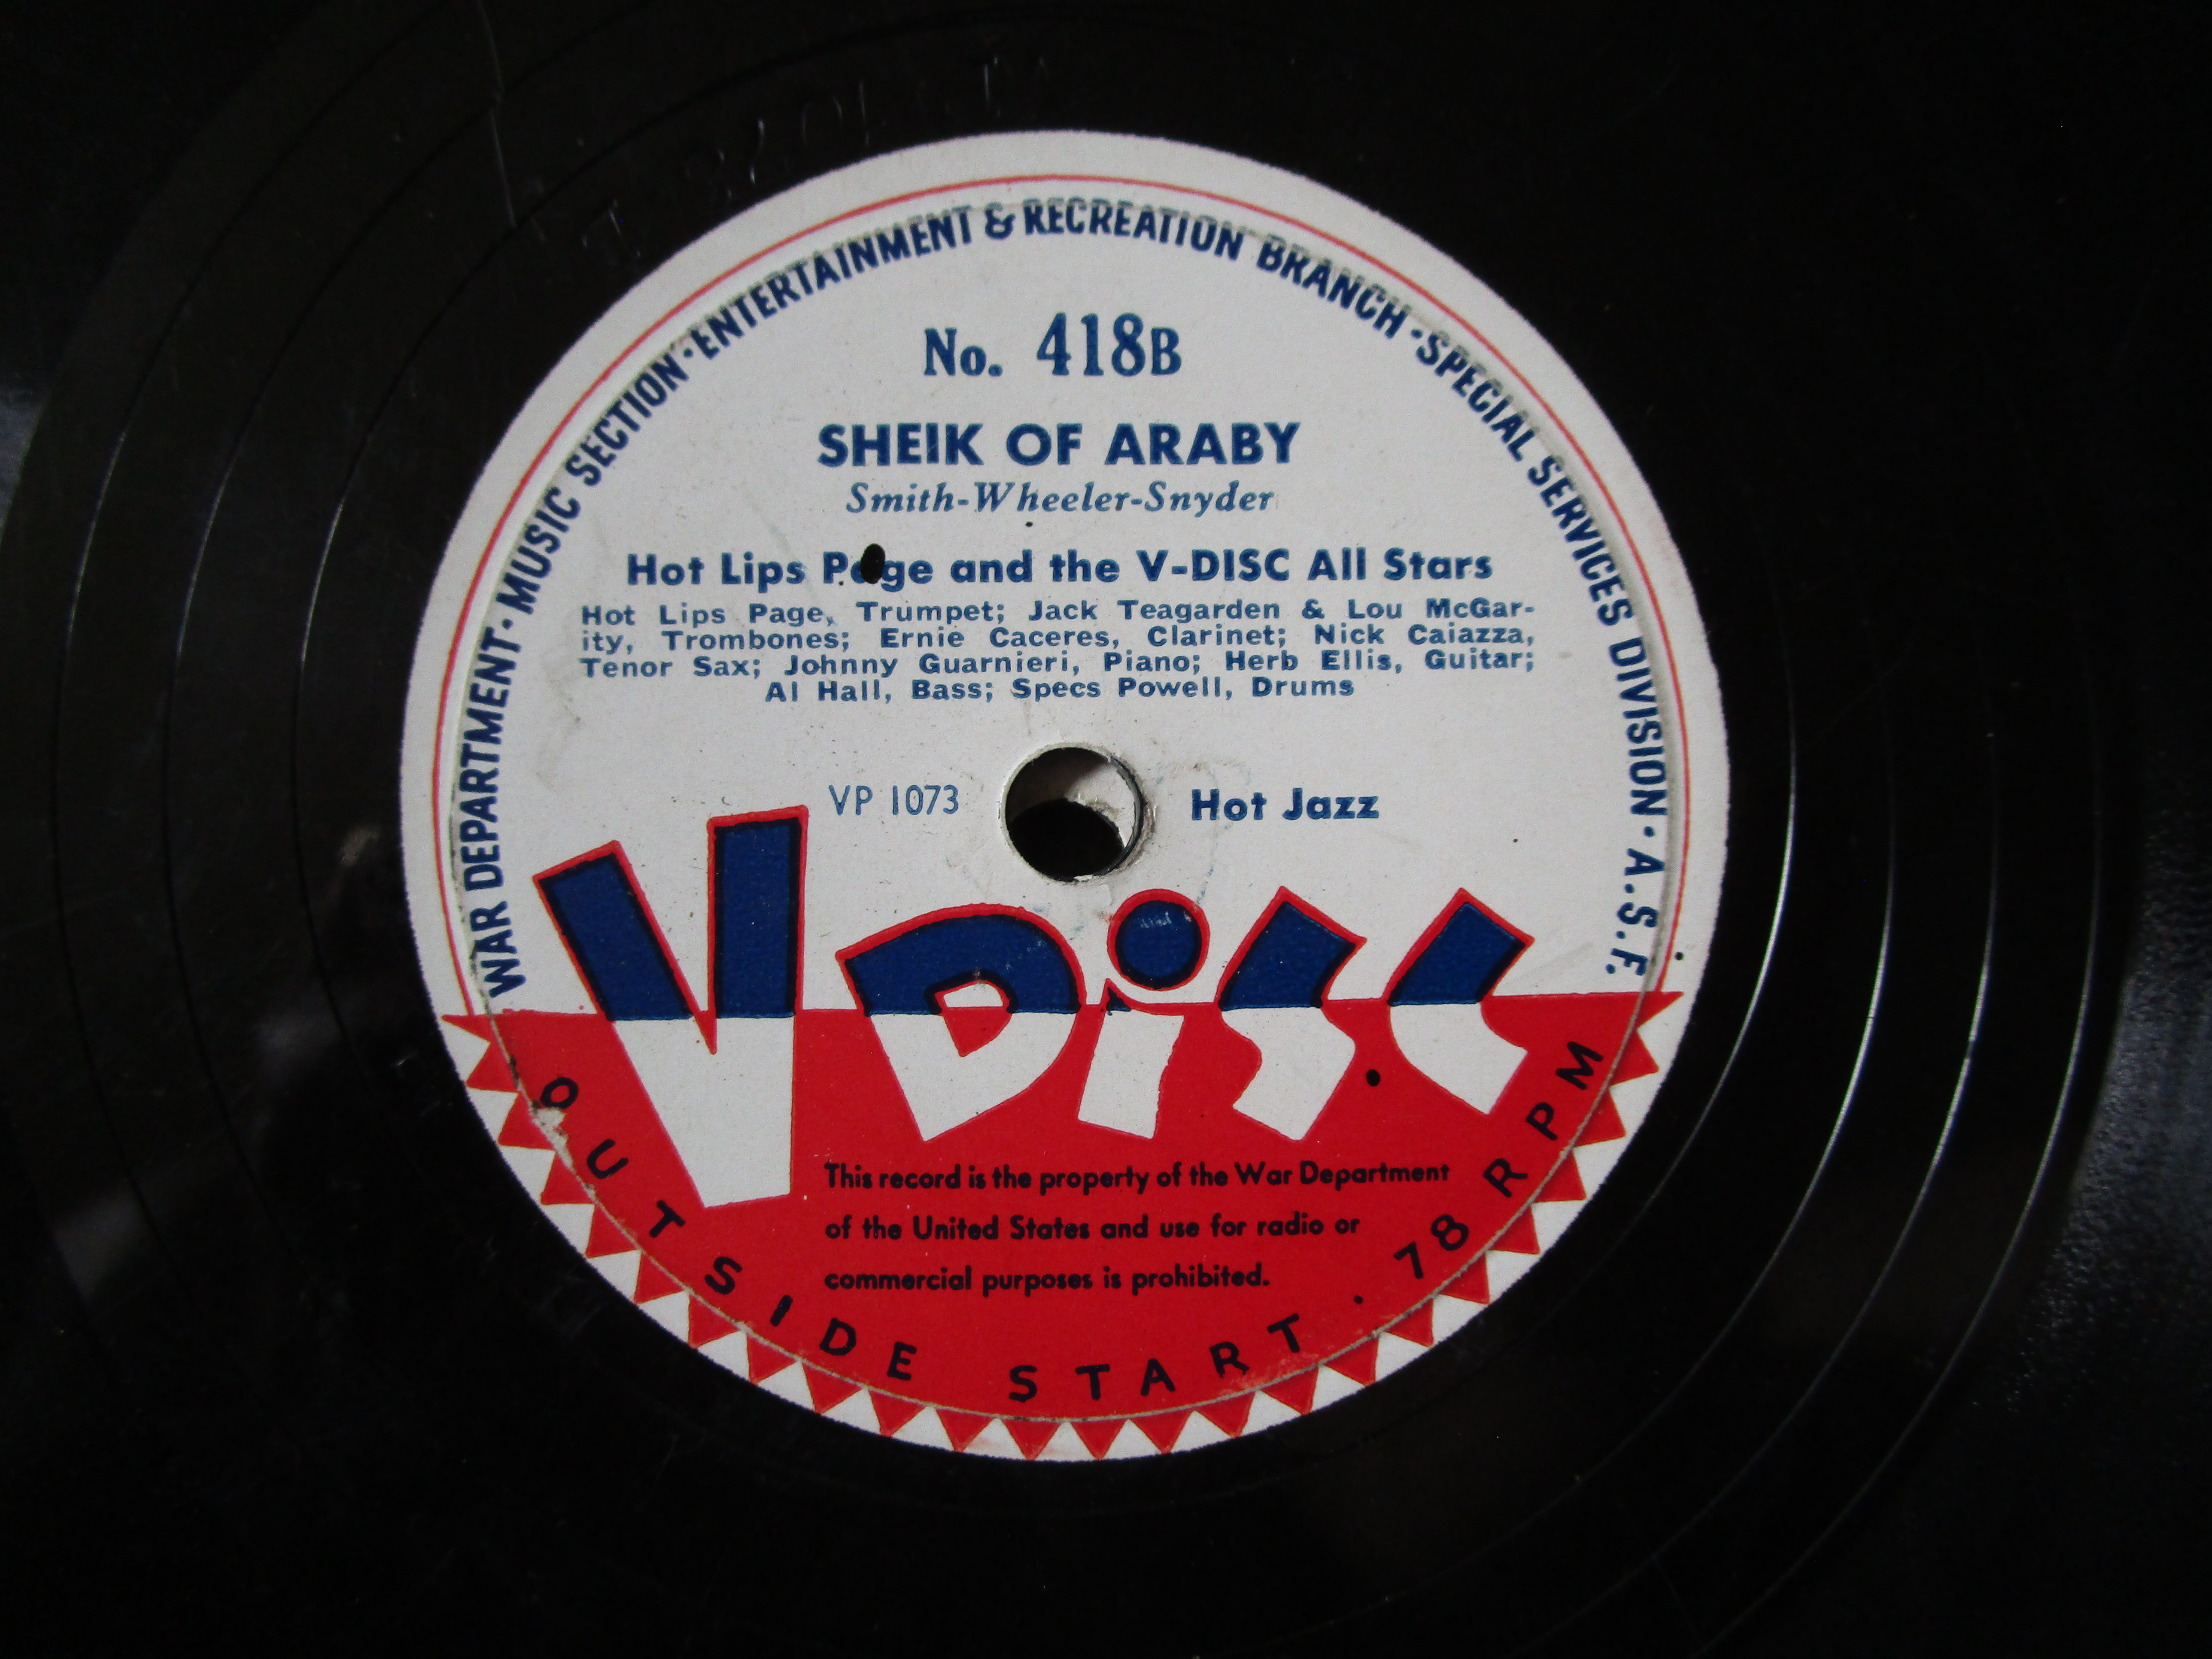 WAR DEPARTMENT · MUSIC SECTION · ENTERTAINMENT & RECREATION BRANCH · SPECIAL SERVICES DIVISION · A.S.F.
No. 418B
SHEIK OF ARABY
Smith-Wheeler-Snyder
Hot Lips Page and the V-DISC All Stars
Hot Lips Page, Trumpet; Jack Teagarden & Lou McGar-
ity, Trombones; Ernie Caceres, Clarinet; Nick Caiazza,
Tenor Sax; Johnny Guarnieri, Piano; Herb Ellis, Guitar;
Al Hall, Bass; Specs Powell, Drums
VP 1073
Hot Jazz
V DiSC
This record is the property of the War Department
of the United States and use for radio or
commercial purposes is prohibited.
OUTSIDE START . 78 RPM